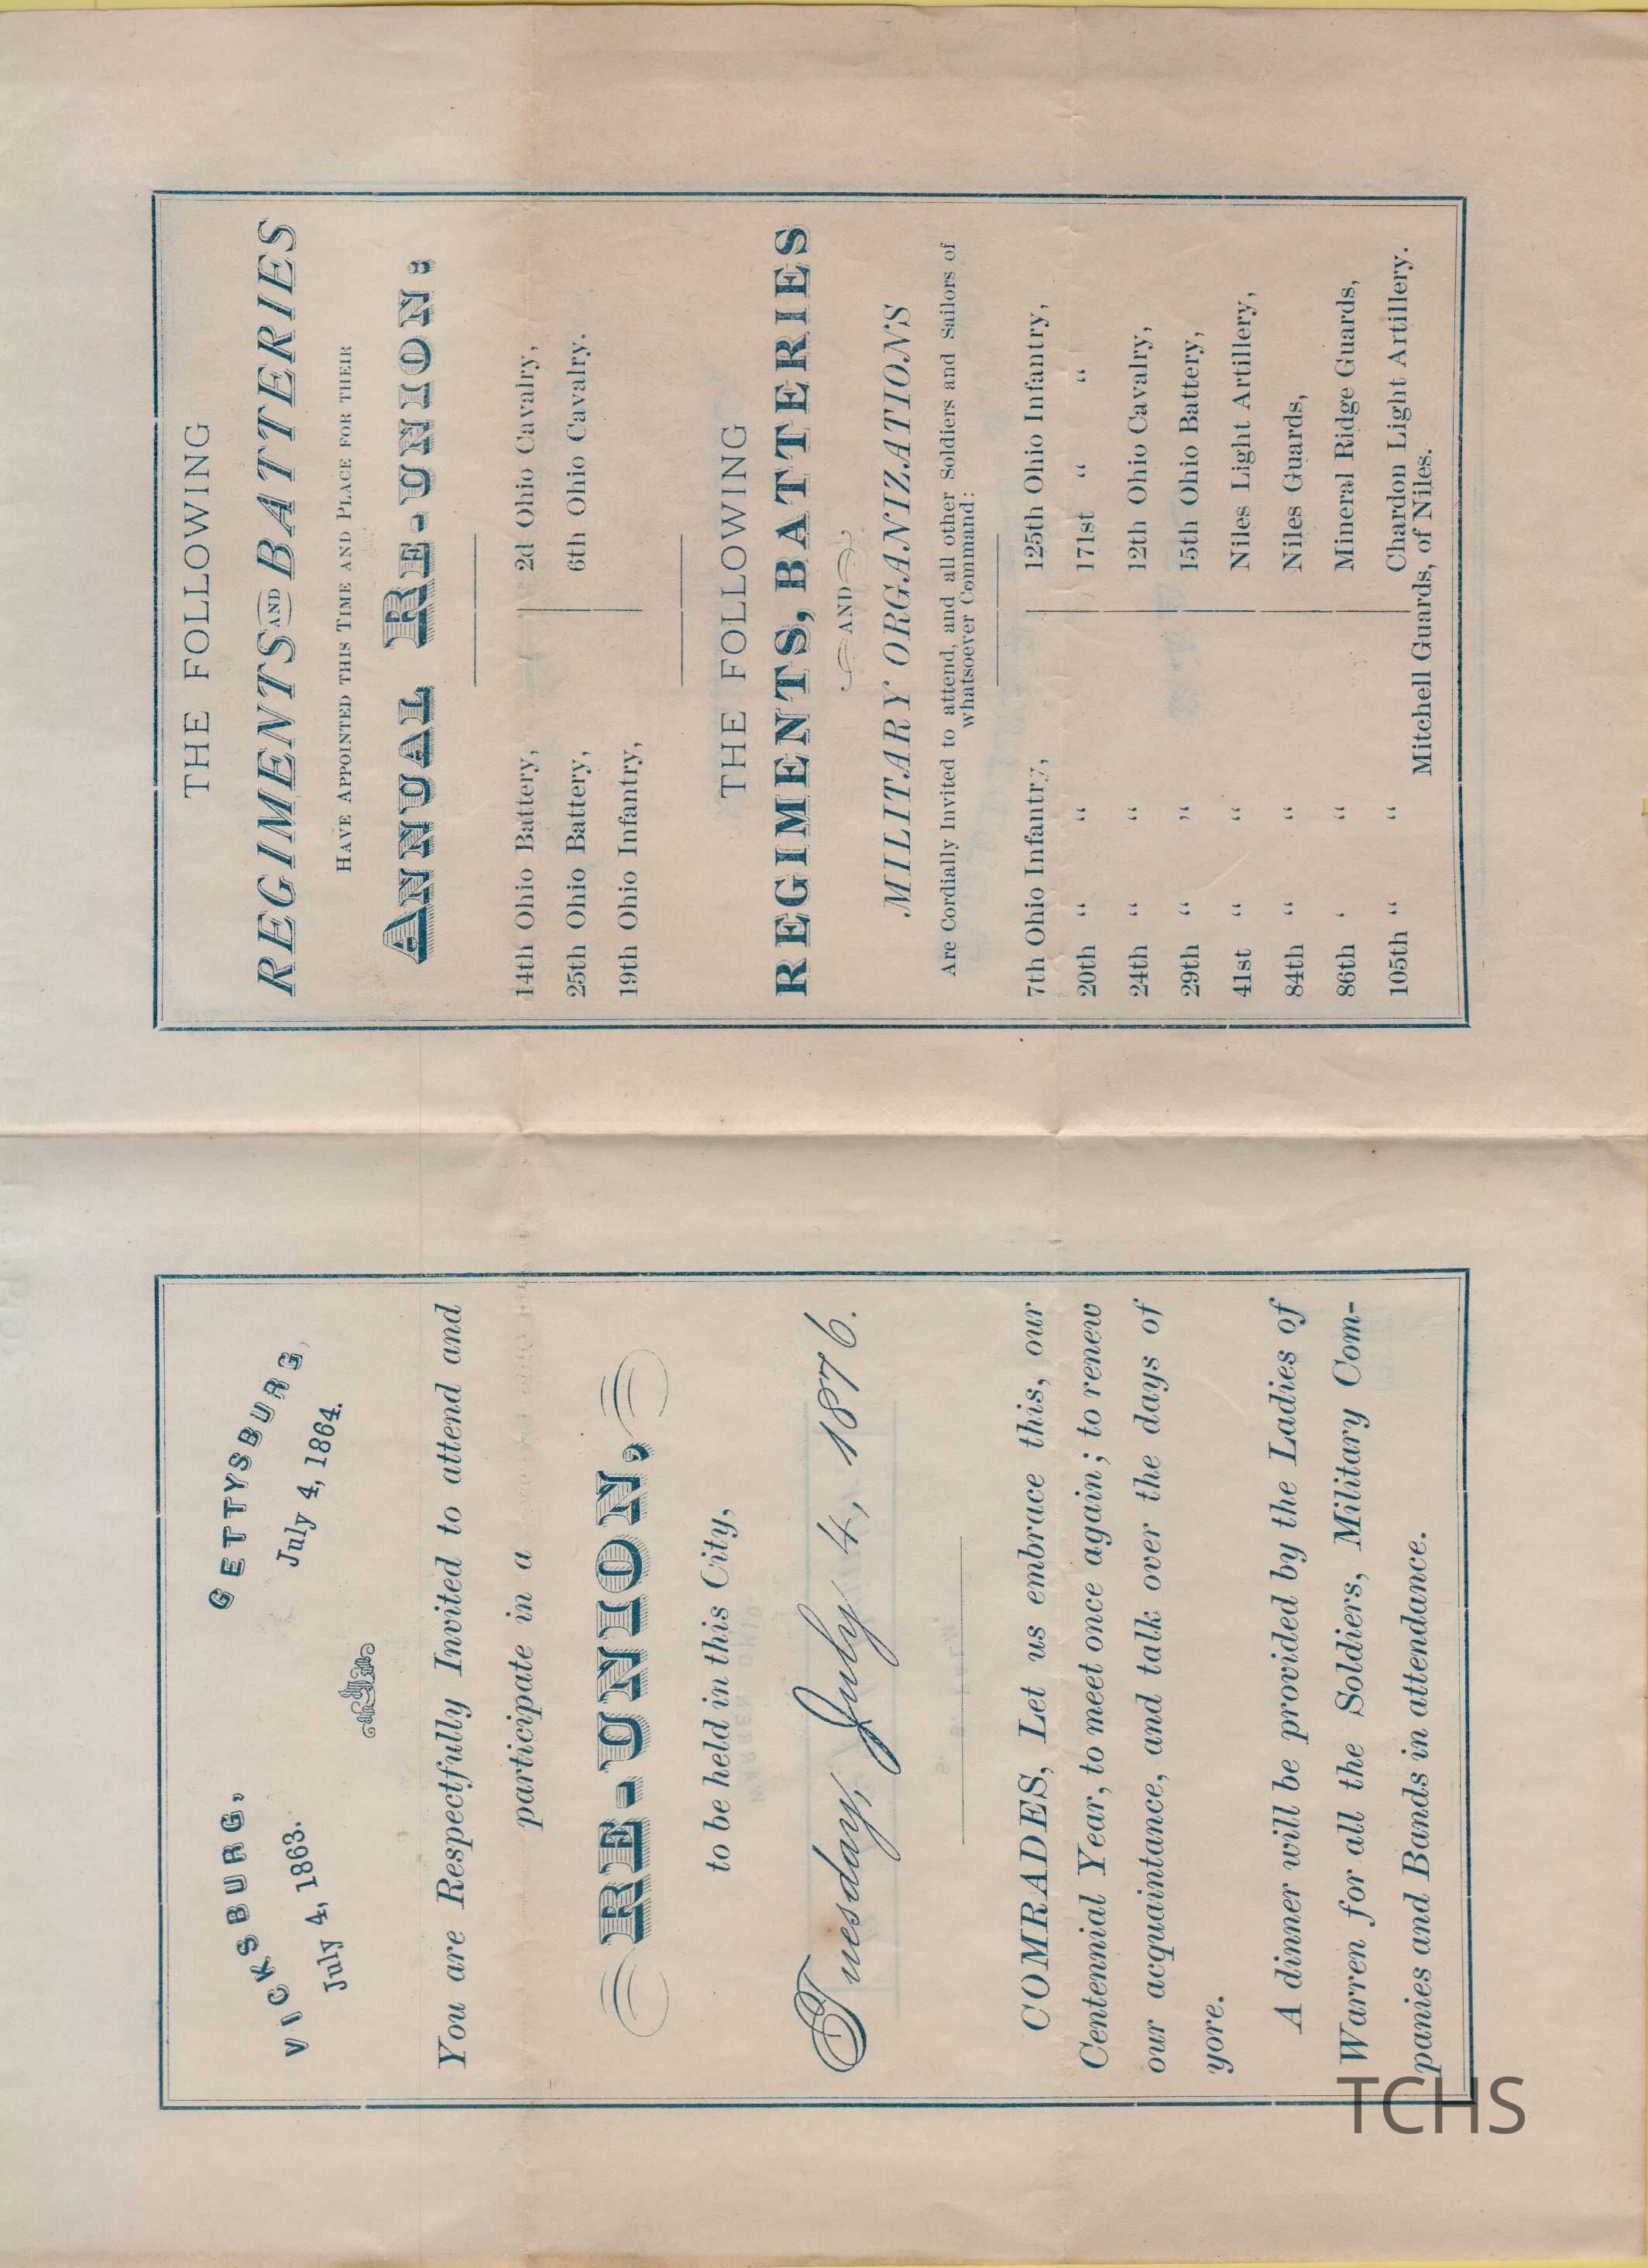 VICKSBURG,
July 4, 1863.
GETTYSBURG,
July 4, 1864.
You are Respectfully Invited to attend and
participate in a
RE-UNION,
to be held in this City,
Tuesday, July 4, 1876.
COMRADES, Let us embrace this, our
Centennial Year, to meet once again; to renew
our acquaintance, and talk over the days of
yore.
A dinner will be provided by the Ladies of
Warren for all the Soldiers, Military Com-
panies and Bands in attendance.
THE FOLLOWING
REGIMENTS AND BATTERIES
HAVE APPOINTED THIS TIME AND PLACE FOR THEIR
ANNUAL RE-UNION:
14th Ohio Battery,
25th Ohio Battery,
19th Ohio Infantry,
2d Ohio Cavalry,
6th Ohio Cavalry.
THE FOLLOWING
REGIMENTS, BATTERIES
AND
MILITARY ORGANIZATIONS
Are Cordially Invited to attend, and all other Soldiers and Sailors of
whatsoever Command:
7th Ohio Infantry,
20th “ “
24th “ “
29th “ ”
41st “ “
84th “ “
86th ‘ “
105th “ “
125th Ohio Infantry,
171st “ “
12th Ohio Cavalry,
15th Ohio Battery,
Niles Light Artillery,
Niles Guards,
Mineral Ridge Guards,
Chardon Light Artillery.
Mitchell Guards, of Niles.
TCHS